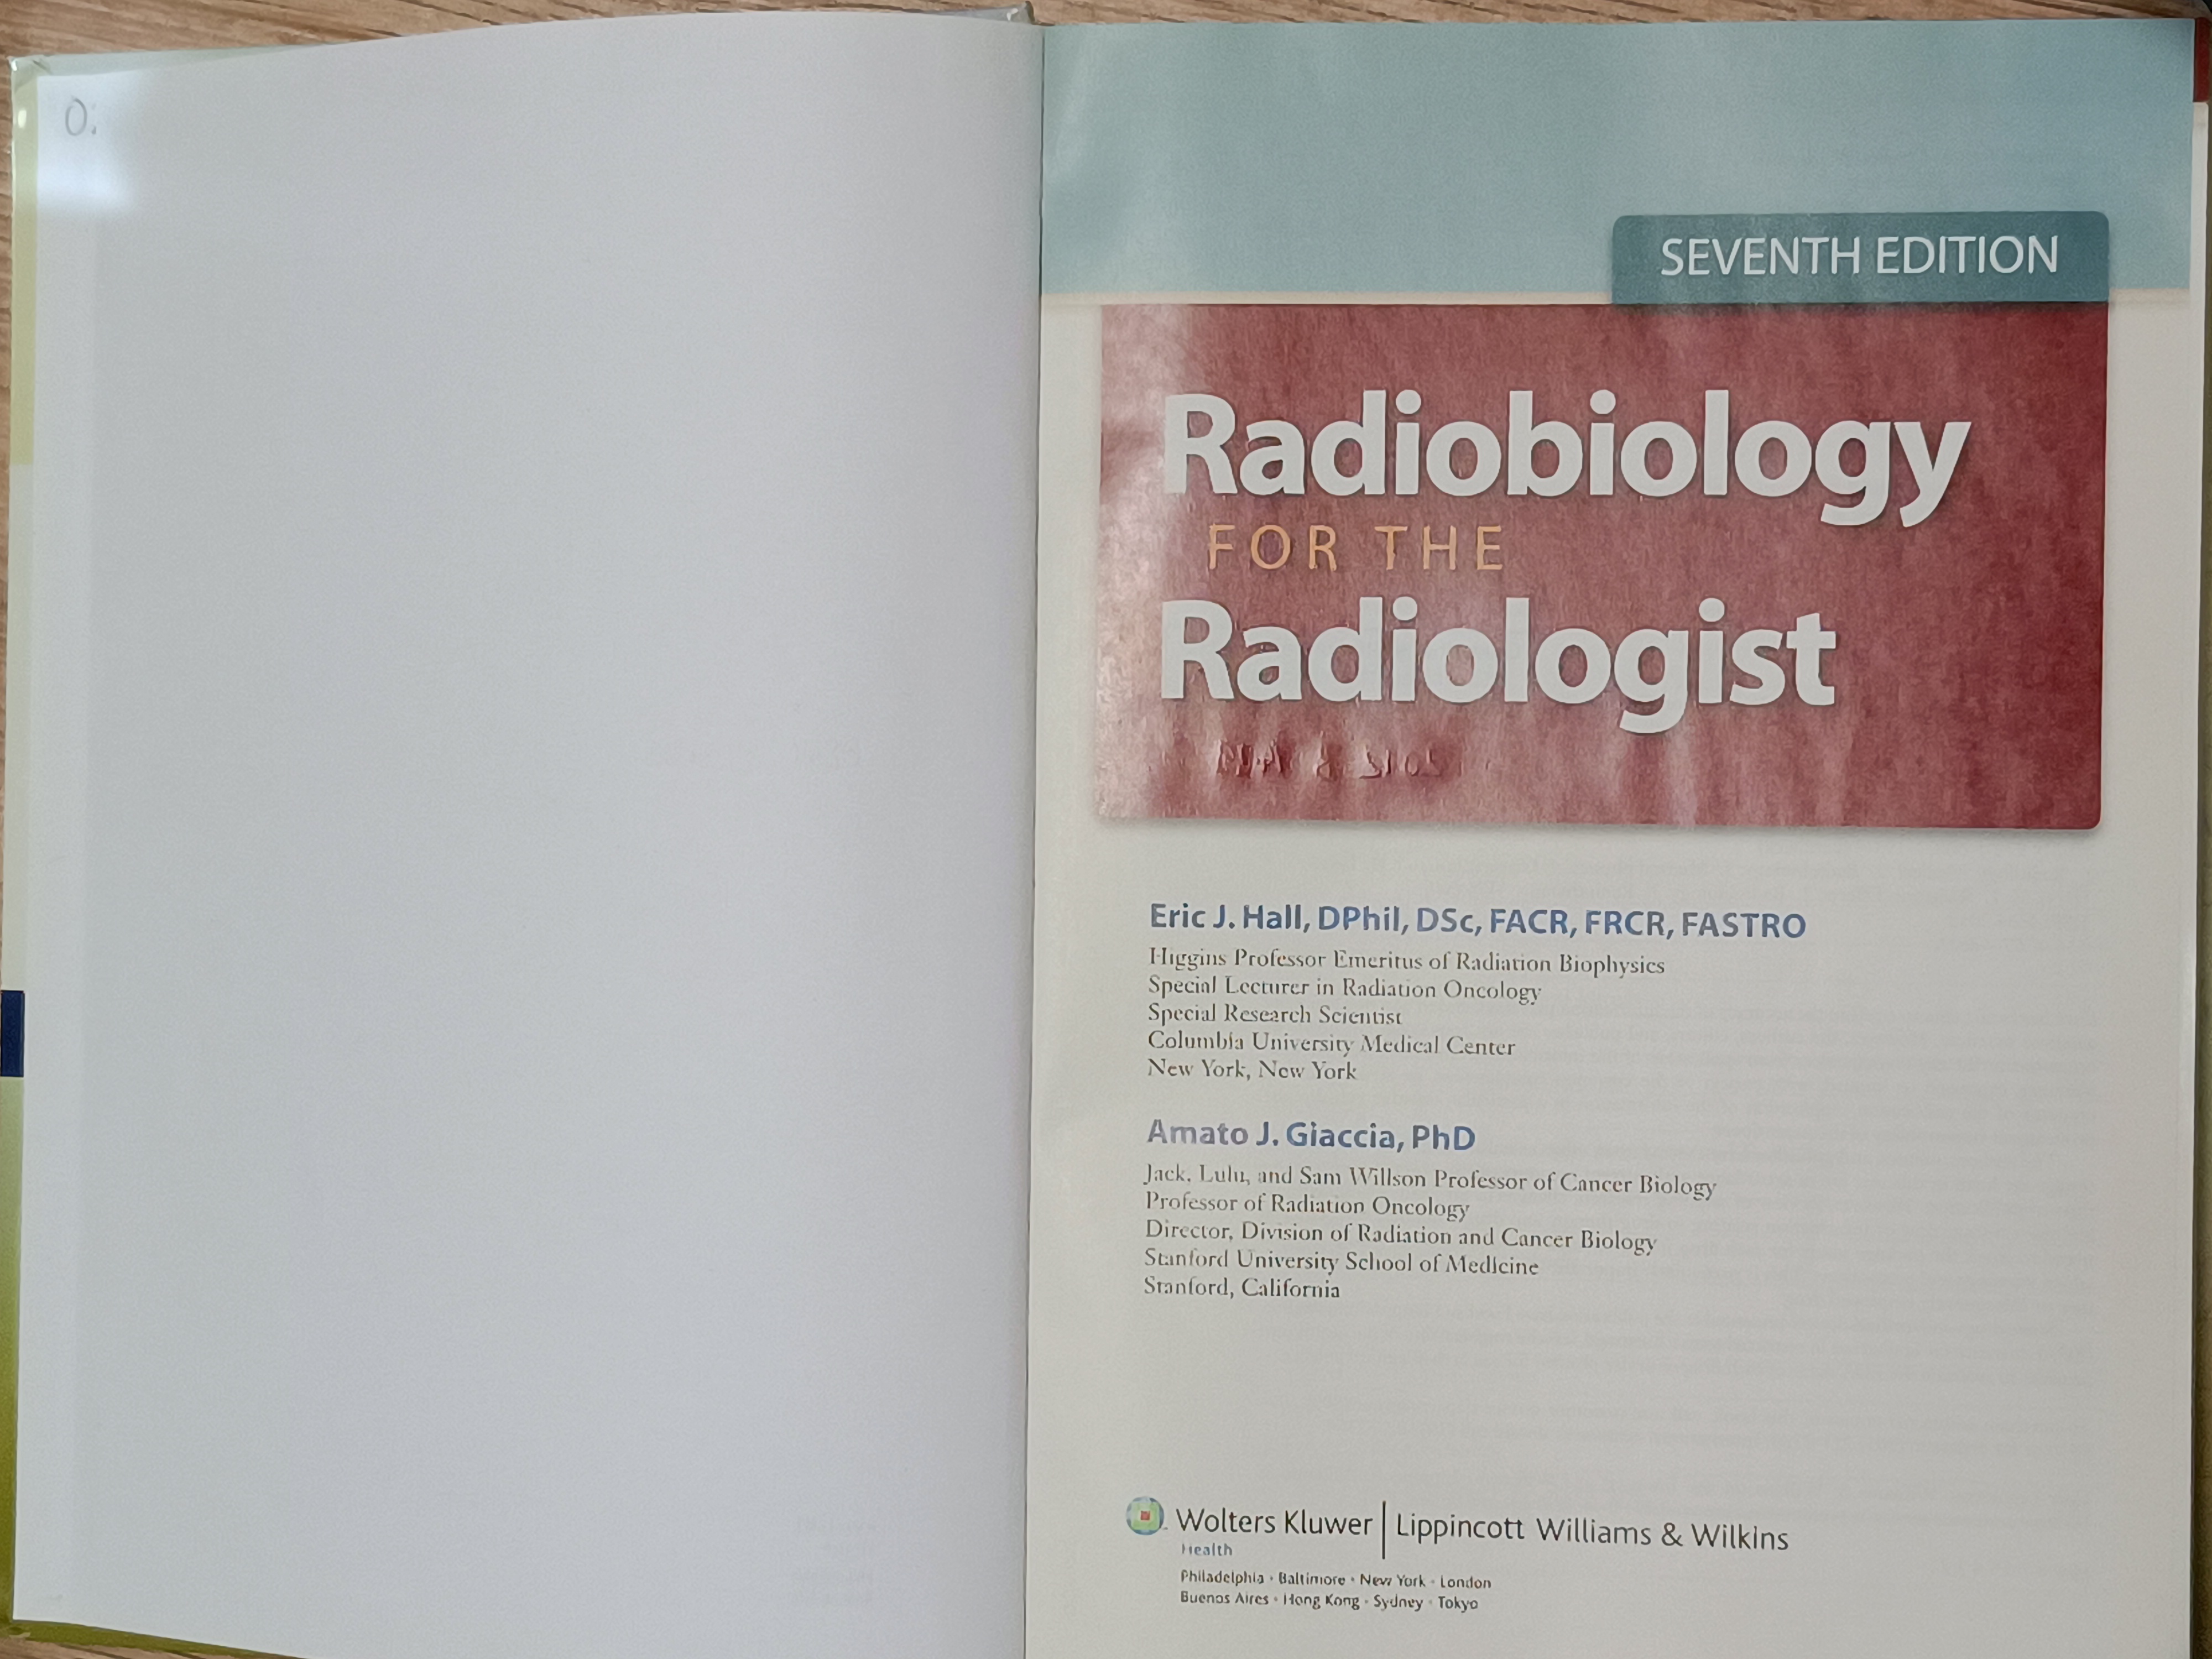 O:
SEVENTH EDITION
Radiobiology
FOR THE
Radiologist
Eric J. Hall, DPhil, DSc, FACR, FRCR, FASTRO
Higgins Professor Emeritus of Radiation Biophysics
Special Lecturer in Radiation Oncology
Special Research Scientist
Columbia University Medical Center
New York, New York
Amato J. Giaccia, PhD
Jack, Lulu, and Sam Willson Professor of Cancer Biology
Professor of Radiation Oncology
Director, Division of Radiation and Cancer Biology
Stanford University School of Medicine
Stanford, California
Wolters Kluwer | Lippincott Williams & Wilkins
Health
Philadelphia • Baltimore • New York • London
Buenos Aires • Hong Kong • Sydney • Tokyo